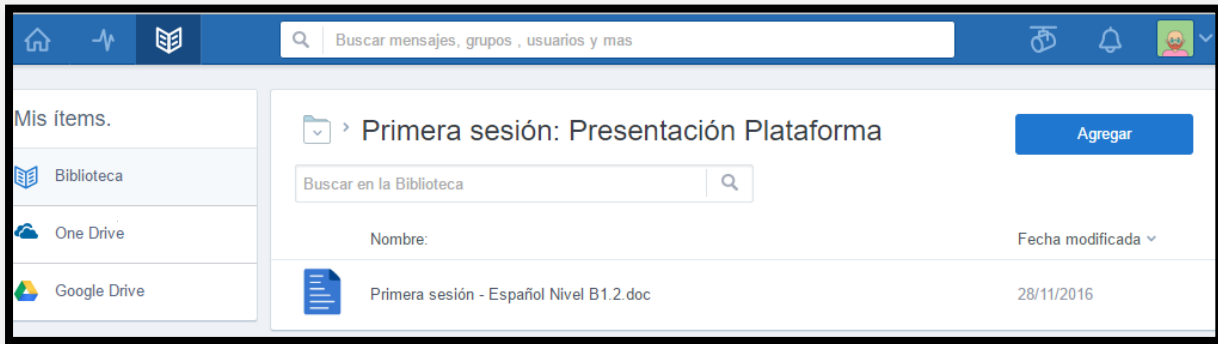 Buscar mensajes, grupos , usuarios y mas
Mis ítems.
Biblioteca
One Drive
Google Drive
Primera sesión: Presentación Plataforma
Agregar
Buscar en la Biblioteca
Nombre:
Fecha modificada
Primera sesión - Español Nivel B1.2.doc
28/11/2016